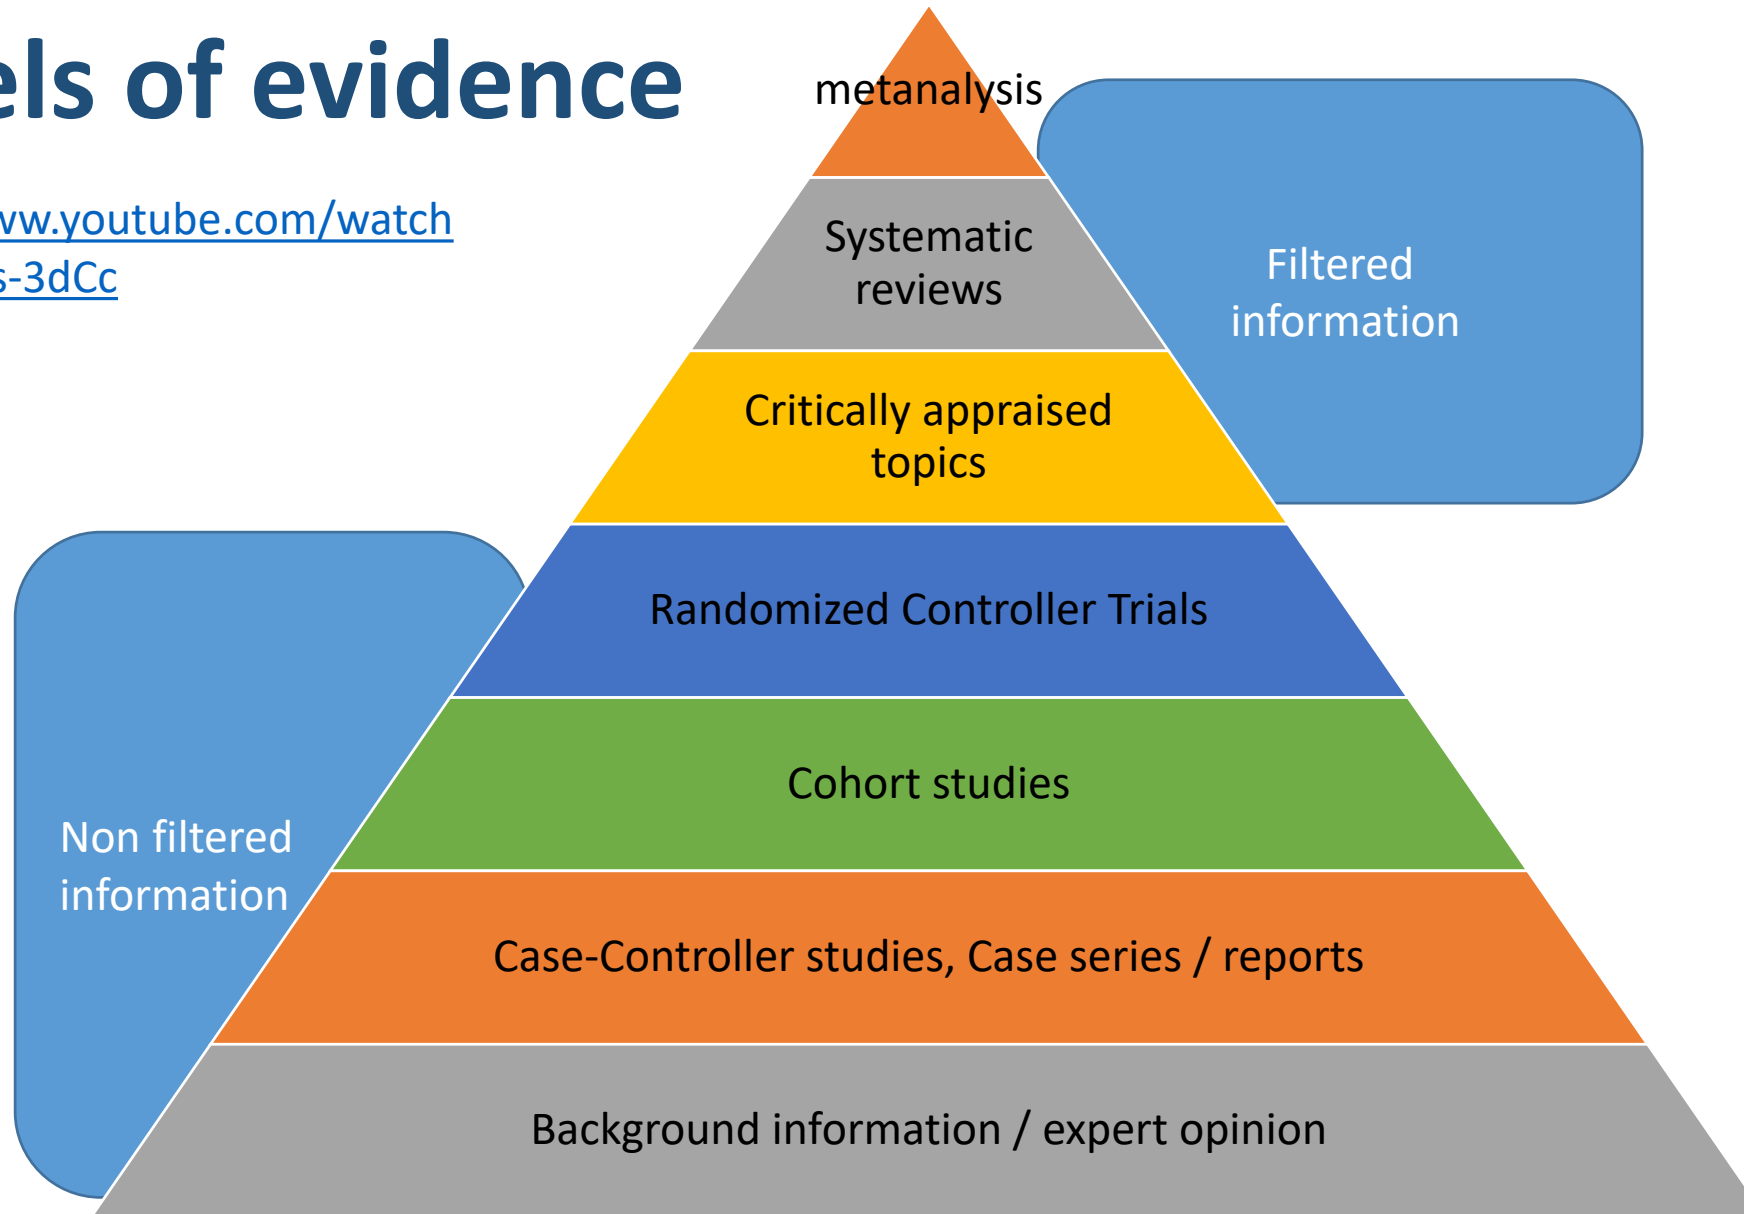 els of evidence
ww.youtube.com/watch
s-3dCc
metanalysis
Systematic
reviews
Filtered
information
Critically appraised
topics
Randomized Controller Trials
Cohort studies
Non filtered
information
Case-Controller studies, Case series / reports
Background information / expert opinion